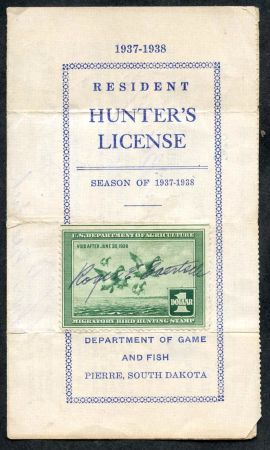 1937-1938
RESIDENT
HUNTER'S
LICENSE
SEASON OF 1937-1938
U.S. DEPARTMENT OF AGRICULTURE
VOID AFTER JUNE 30, 1938
Roger
1
DOLLAR
MIGRATORY BIRD HUNTING STAMP
DEPARTMENT OF GAME
AND FISH
PIERRE, SOUTH DAKOTA